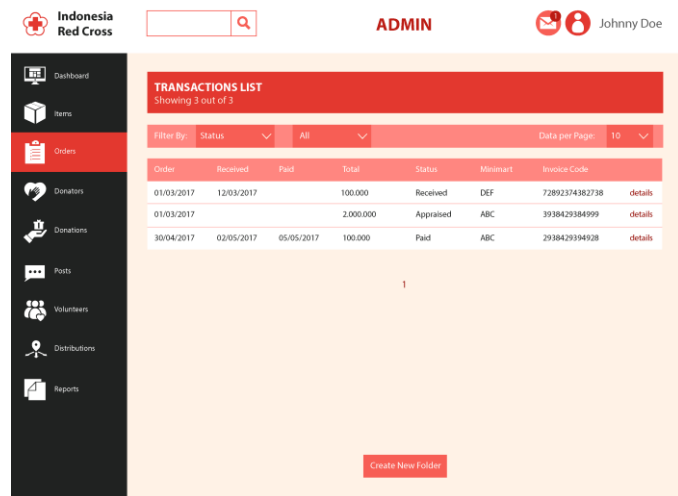 Indonesia
Red Cross
ADMIN
1
Johnny Doe
Dashboard
Items
Orders
Donators
Donations
Posts
Volunteers
Distributions
Reports
TRANSACTIONS LIST
Showing 3 out of 3
Filter By: Status All Data per Page: 10
Order Received Paid Total Status Minimart Invoice Code
01/03/2017 12/03/2017 100.000 Received DEF 72892374382738 details
01/03/2017 2.000.000 Appraised ABC 3938429384999 details
30/04/2017 02/05/2017 05/05/2017 100.000 Paid ABC 2938429394928 details
1
Create New Folder